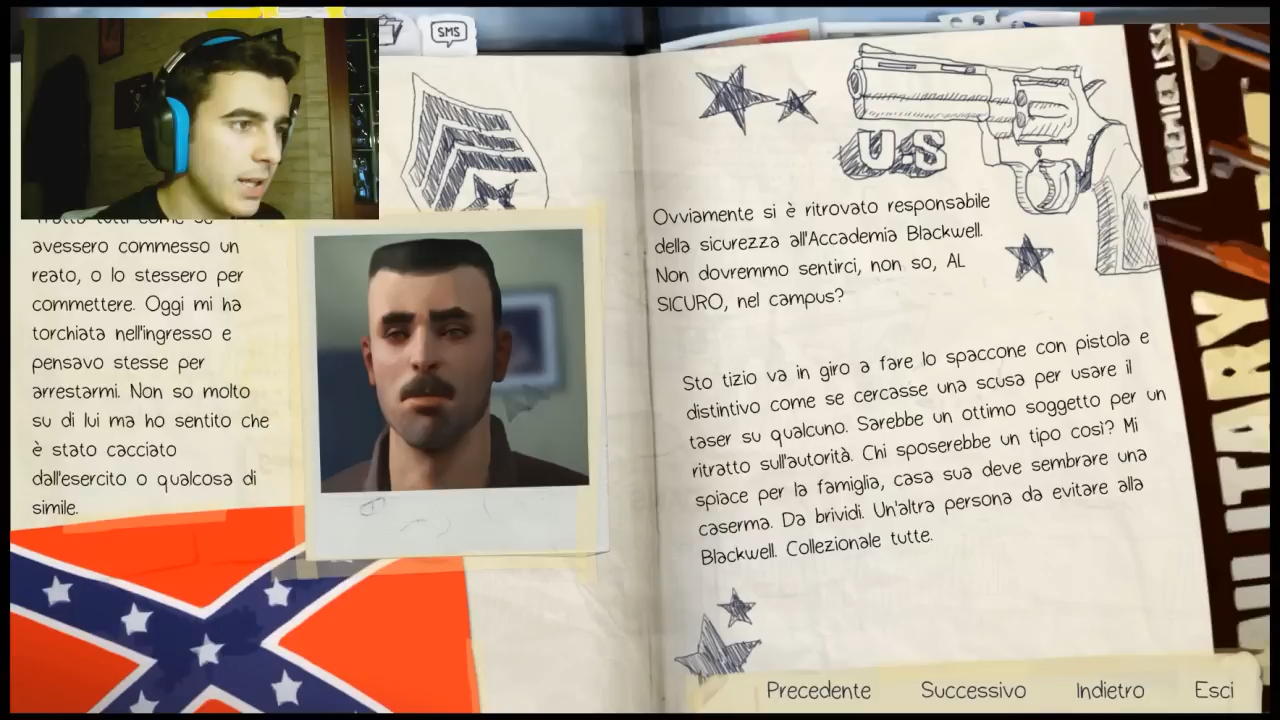 SMS
Tratto tutti come se
avessero commesso un
reato, o lo stessero per
commettere. Oggi mi ha
torchiata nell'ingresso e
pensavo stesse per
arrestarmi. Non so molto
su di lui ma ho sentito che
è stato cacciato
dall'esercito o qualcosa di
simile.
U.S
Ovviamente si è ritrovato responsabile
della sicurezza all'Accademia Blackwell.
Non dovremmo sentirci, non so, AL
SICURO, nel campus?
Sto tizio va in giro a fare lo spaccone con pistola e
distintivo come se cercasse una scusa per usare il
taser su qualcuno. Sarebbe un ottimo soggetto per un
ritratto sull'autorità. Chi sposerebbe un tipo così? Mi
spiace per la famiglia, casa sua deve sembrare una
caserma. Da brividi. Un'altra persona da evitare alla
Blackwell. Collezionale tutte.
MILITARY
Precedente Successivo Indietro Esci